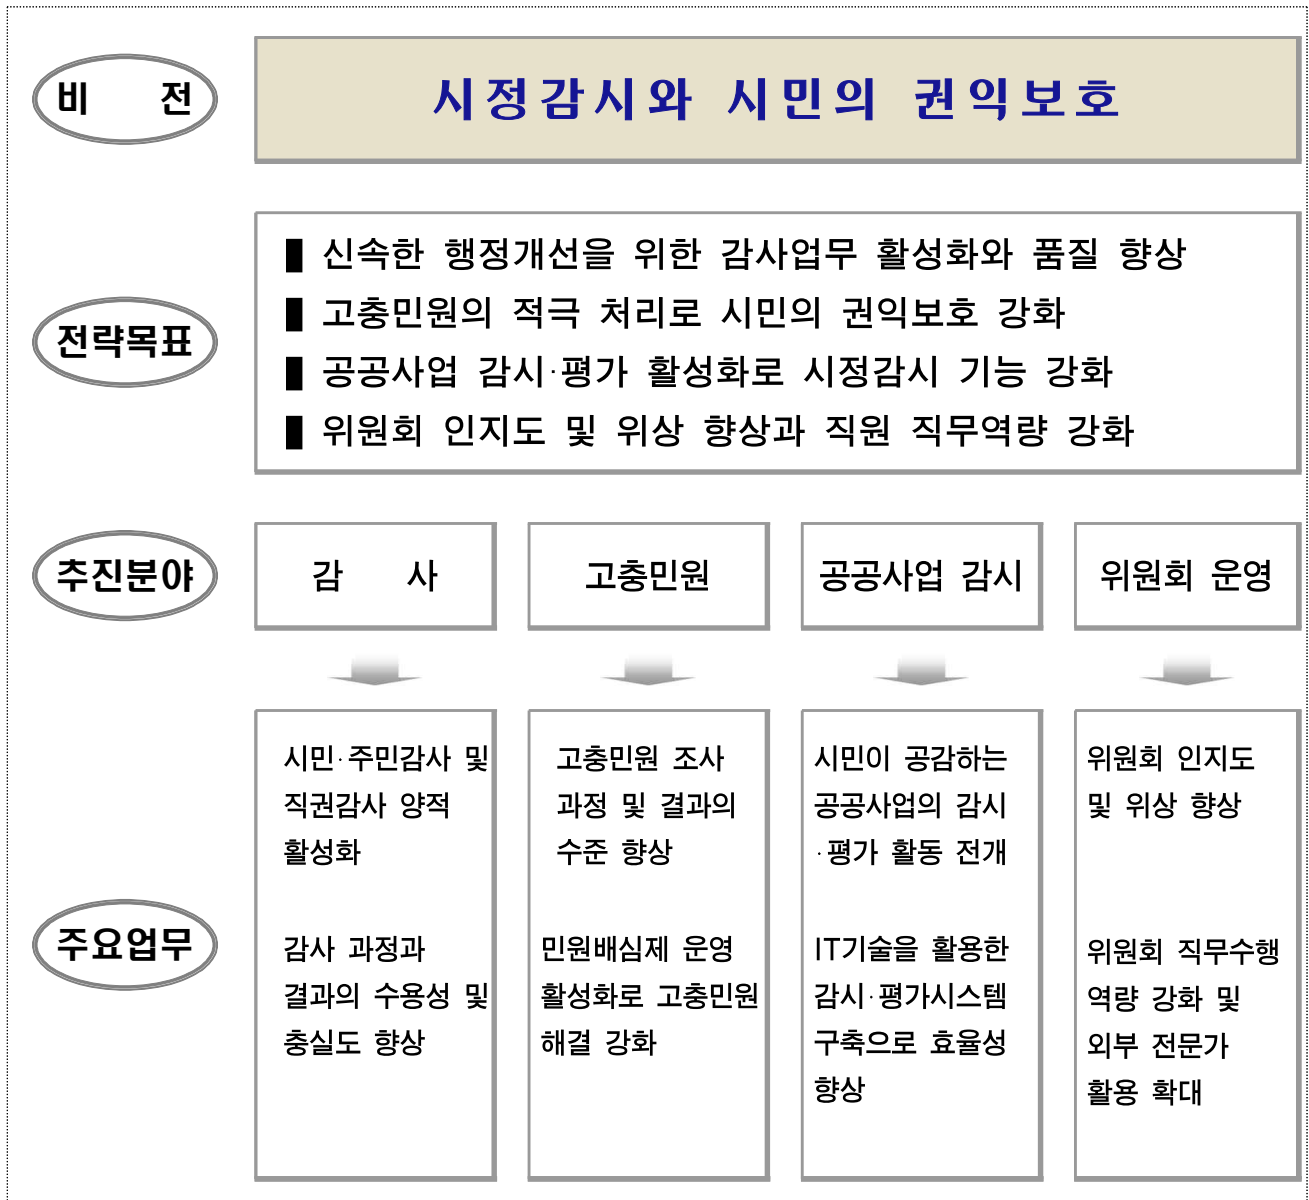 비 전
시정감시와 시민의 권익보호
전략목표
■ 신속한 행정개선을 위한 감사업무 활성화와 품질 향상
■ 고충민원의 적극 처리로 시민의 권익보호 강화
■ 공공사업 감시·평가 활성화로 시정감시 기능 강화
■ 위원회 인지도 및 위상 향상과 직원 직무역량 강화
추진분야
감 사
고충민원
공공사업 감시
위원회 운영
주요업무
시민·주민감사 및
직권감사 양적
활성화
감사 과정과
결과의 수용성 및
충실도 향상
고충민원 조사
과정 및 결과의
수준 향상
민원배심제 운영
활성화로 고충민원
해결 강화
시민이 공감하는
공공사업의 감시
·평가 활동 전개
IT기술을 활용한
감시·평가시스템
구축으로 효율성
향상
위원회 인지도
및 위상 향상
위원회 직무수행
역량 강화 및
외부 전문가
활용 확대